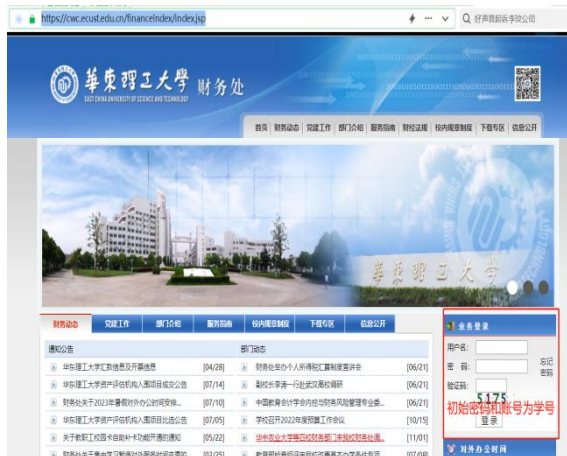 https://cwc.ecust.edu.cn/financeIndex/index.jsp
好声音起诉李玟公司
華東理工大學 财务处
EAST CHINA UNIVERSITY OF SCIENCE AND TECHNOLOGY
首页 财务动态 党建工作 部门介绍 服务指南 财经法规 校内规章制度 下载专区 信息公开
華東理工大學
财务动态 党建工作 部门介绍 服务指南 校内规章制度 下载专区 信息公开
业务登录
通知公告 部门动态
用户名：
华东理工大学汇款信息及开票信息 [04/28] 财务处举办个人所得税汇算制度宣讲会 [06/21]
密 码： 忘记密码
华东理工大学资产评估机构入围项目成交公告 [07/14] 副校长李涛一行赴武汉高校调研 [06/21]
验证码：
财务处关于2023年暑假对外办公时间安排... [07/10] 中国教育会计学会内控与财务风险管理专业委... [06/21]
5175
华东理工大学资产评估机构入围项目比选公告 [07/05] 学校召开2022年度预算工作会议 [10/15]
初始密码和账号为学号
登录
关于教职工校园卡自助补卡功能开通的通知 [05/22] 华中农业大学等四校财务部门来我校财务处调... [11/01]
对外办公时间
[02/25]
[07/08]